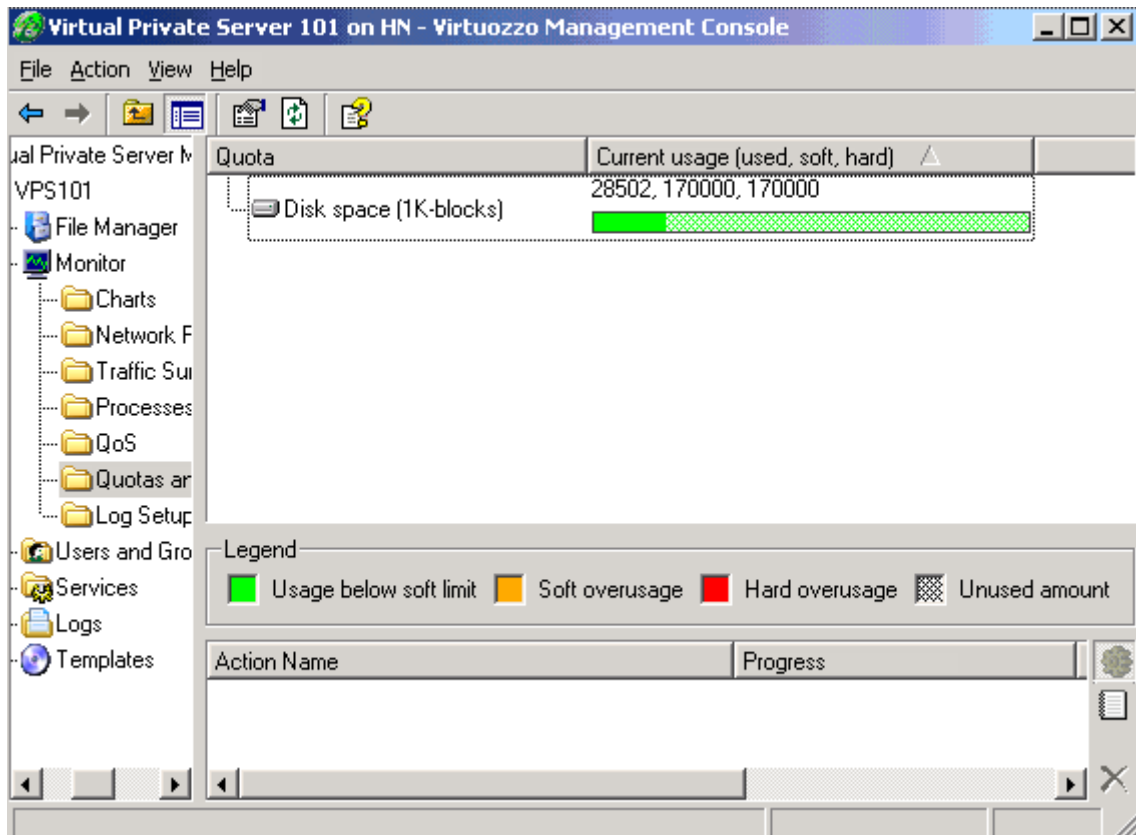 Virtual Private Server 101 on HN - Virtuozzo Management Console
File Action View Help
ual Private Server M
VPS101
File Manager
Monitor
Charts
Network F
Traffic Sur
Processes
QoS
Quotas ar
Log Setup
Users and Gro
Services
Logs
Templates
Quota Current usage (used, soft, hard)
Disk space (1K-blocks) 28502, 170000, 170000
Legend
Usage below soft limit Soft overusage Hard overusage Unused amount
Action Name Progress